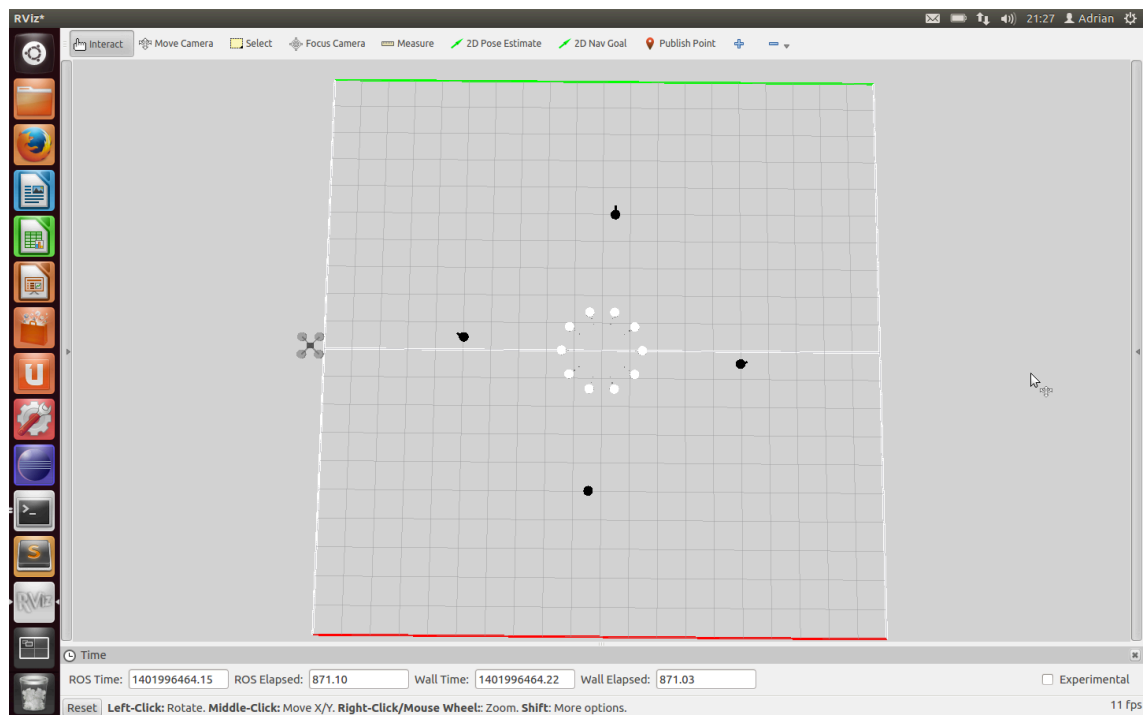 RViz*
21:27 Adrian
Interact Move Camera Select Focus Camera Measure 2D Pose Estimate 2D Nav Goal Publish Point
Time
ROS Time: 1401996464.15 ROS Elapsed: 871.10 Wall Time: 1401996464.22 Wall Elapsed: 871.03 Experimental
Reset Left-Click: Rotate. Middle-Click: Move X/Y. Right-Click/Mouse Wheel:: Zoom. Shift: More options. 11 fps
U
>_
S
RViz